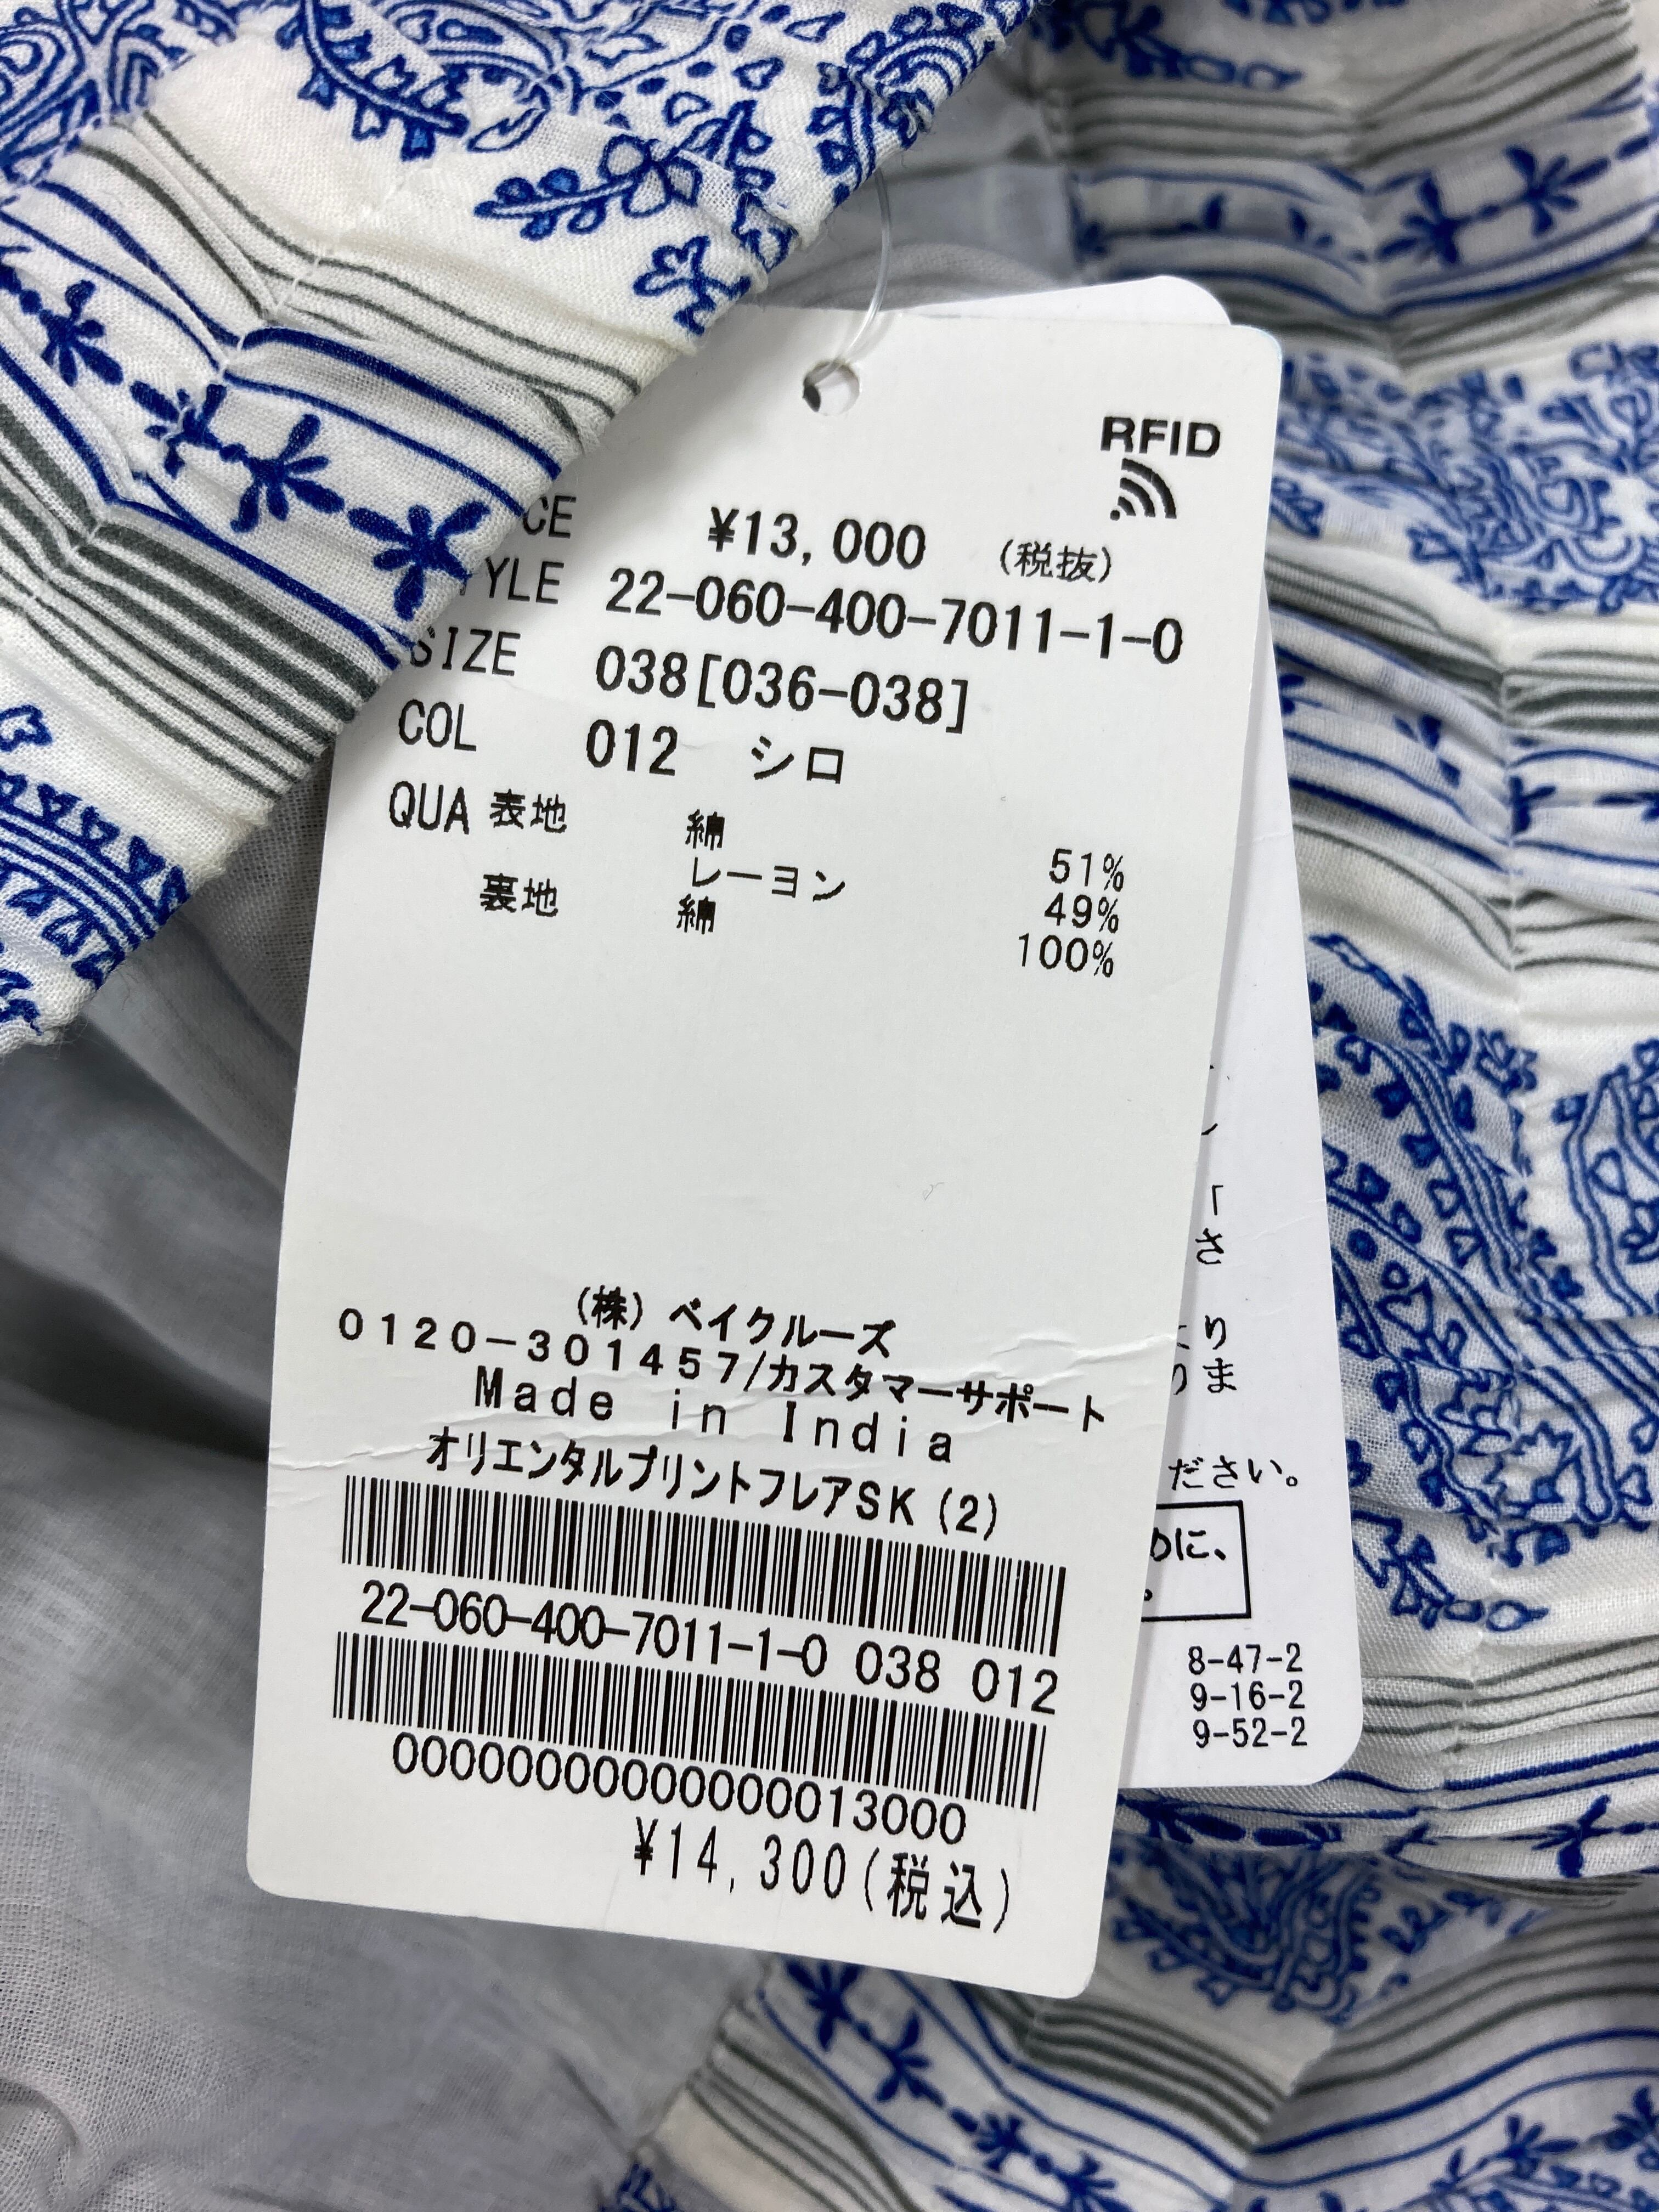 RFID
CE ¥13,000 (税抜)
YLE 22-060-400-7011-1-0
SIZE 038[036-038]
COL 012 シロ
QUA 表地 綿 51%
レーヨン 49%
裏地 綿 100%
(株) ベイクルーズ
0120-301457/カスタマーサポート
Made in India
オリエンタルプリントフレアSK (2)
22-060-400-7011-1-0 038 012
000000000000000013000
¥14,300(税込)
さ
り
ま
ださい。
に、
8-47-2
9-16-2
9-52-2